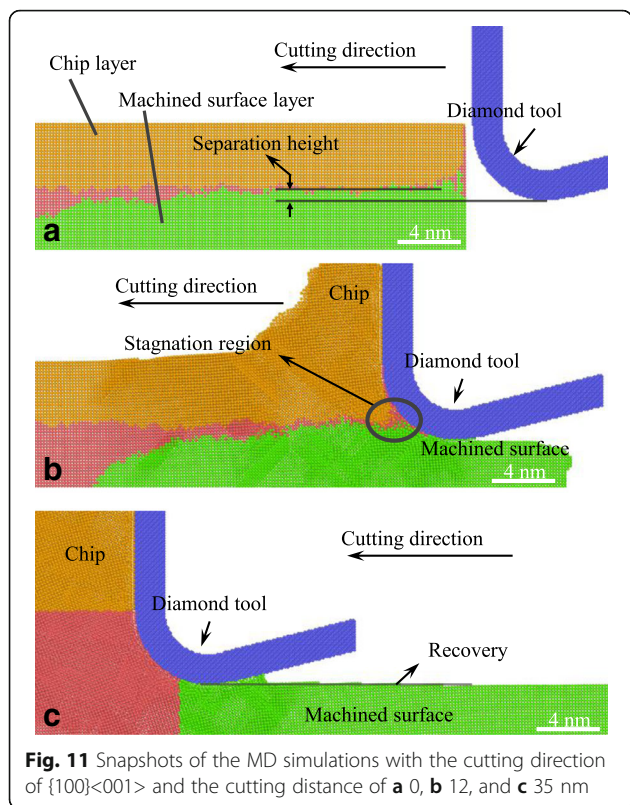 Cutting direction
Chip layer
Machined surface layer
Diamond tool
Separation height
a
4 nm
Cutting direction
Chip
Stagnation region
Diamond tool
Machined surface
b
4 nm
Chip
Cutting direction
Diamond tool
Recovery
Machined surface
c
4 nm
Fig. 11 Snapshots of the MD simulations with the cutting direction
of {100}<001> and the cutting distance of a 0, b 12, and c 35 nm